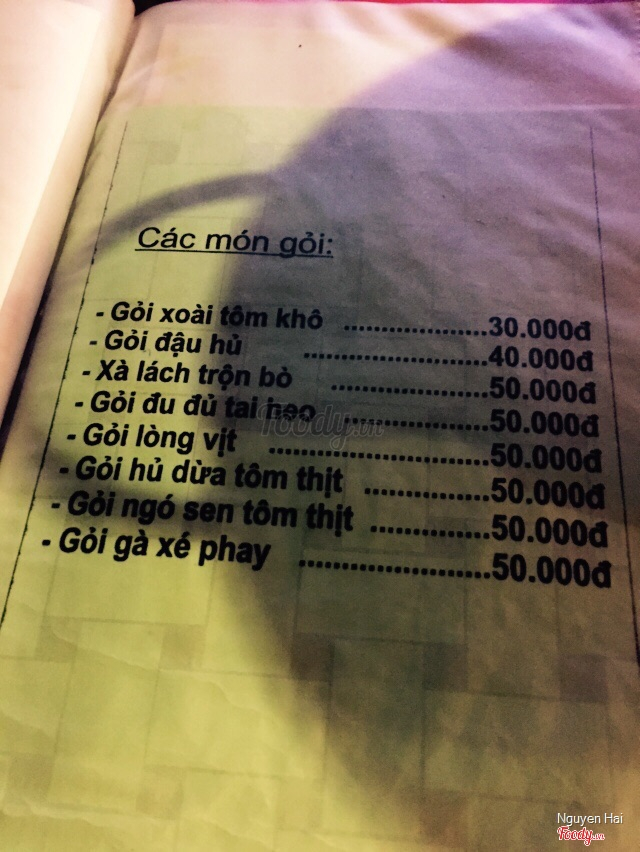 Các món gỏi:
- Gỏi xoài tôm khô ......................30.000đ
- Gỏi đậu hủ ............................40.000đ
- Xà lách trộn bò ........................50.000đ
- Gỏi đu đủ tai heo ......................50.000đ
- Gỏi lòng vịt ..................................50.000đ
- Gỏi hủ dừa tôm thịt ...................50.000đ
- Gỏi ngó sen tôm thịt ..................50.000đ
- Gỏi gà xé phay .............................50.000đ
Foody.vn
Nguyen Hai
Foody.vn